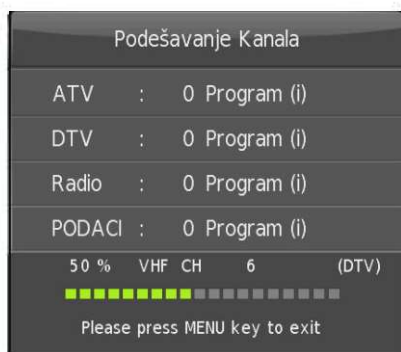 Podešavanje Kanala
ATV : 0 Program (i)
DTV : 0 Program (i)
Radio : 0 Program (i)
PODACI : 0 Program (i)
50 % VHF CH 6 (DTV)
Please press MENU key to exit